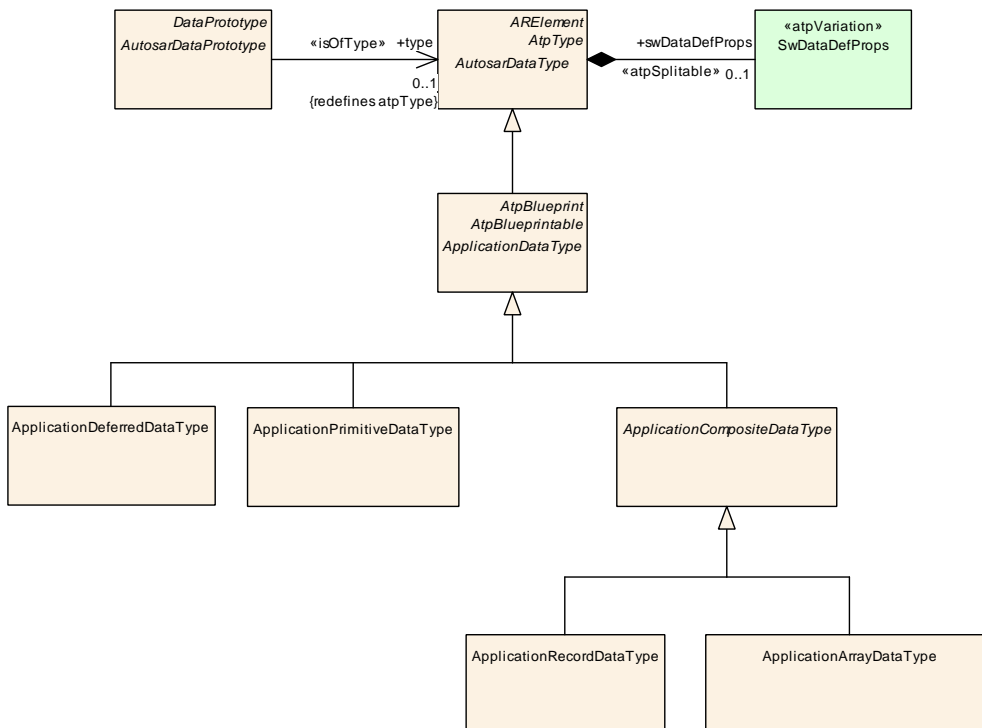 DataPrototype
AutosarDataPrototype
«isOfType» +type
0..1
{redefines atpType}
ARElement
AtpType
AutosarDataType
+swDataDefProps
«atpSplitable» 0..1
«atpVariation»
SwDataDefProps
AtpBlueprint
AtpBlueprintable
ApplicationDataType
ApplicationDeferredDataType
ApplicationPrimitiveDataType
ApplicationCompositeDataType
ApplicationRecordDataType
ApplicationArrayDataType